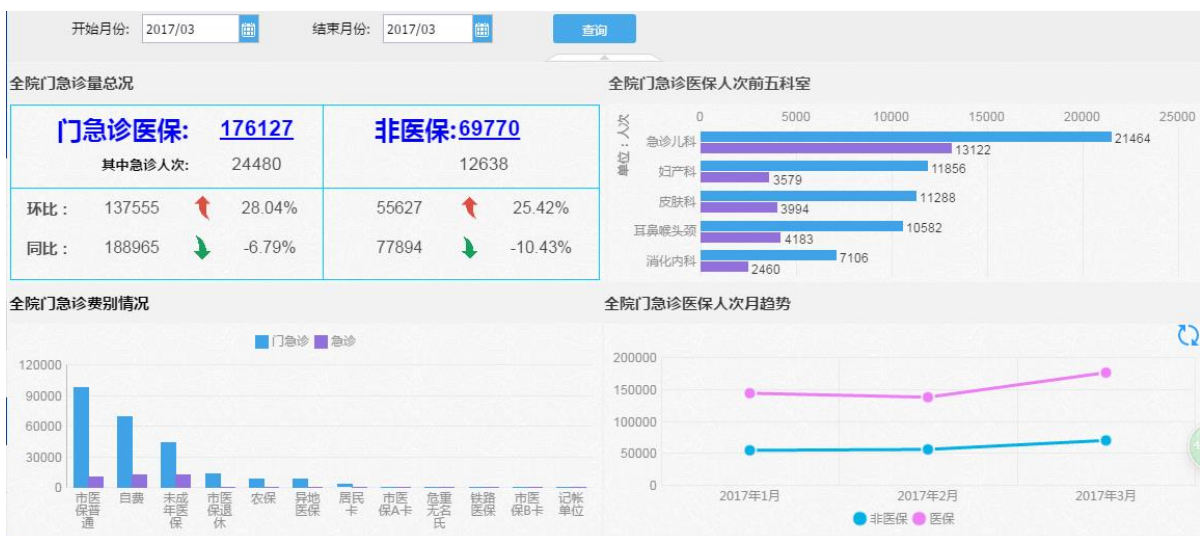 开始月份: 2017/03 结束月份: 2017/03 查询
全院门急诊量总况
门急诊医保: 176127 非医保:69770
其中急诊人次: 24480 12638
环比: 137555 28.04% 55627 25.42%
同比: 188965 -6.79% 77894 -10.43%
全院门急诊医保人次前五科室
单位:人次
0 5000 10000 15000 20000 25000
急诊儿科 21464
13122
妇产科 11856
3579
皮肤科 11288
3994
耳鼻喉头颈 10582
4183
消化内科 7106
2460
全院门急诊费别情况
门急诊 急诊
120000
90000
60000
30000
0
市医保普通 自费 未成年医保 市医保退休 农保 异地医保 居民卡 市医保A卡 危重无名氏 铁路医保 市医保B卡 记帐单位
全院门急诊医保人次月趋势
200000
150000
100000
50000
0
2017年1月 2017年2月 2017年3月
非医保 医保